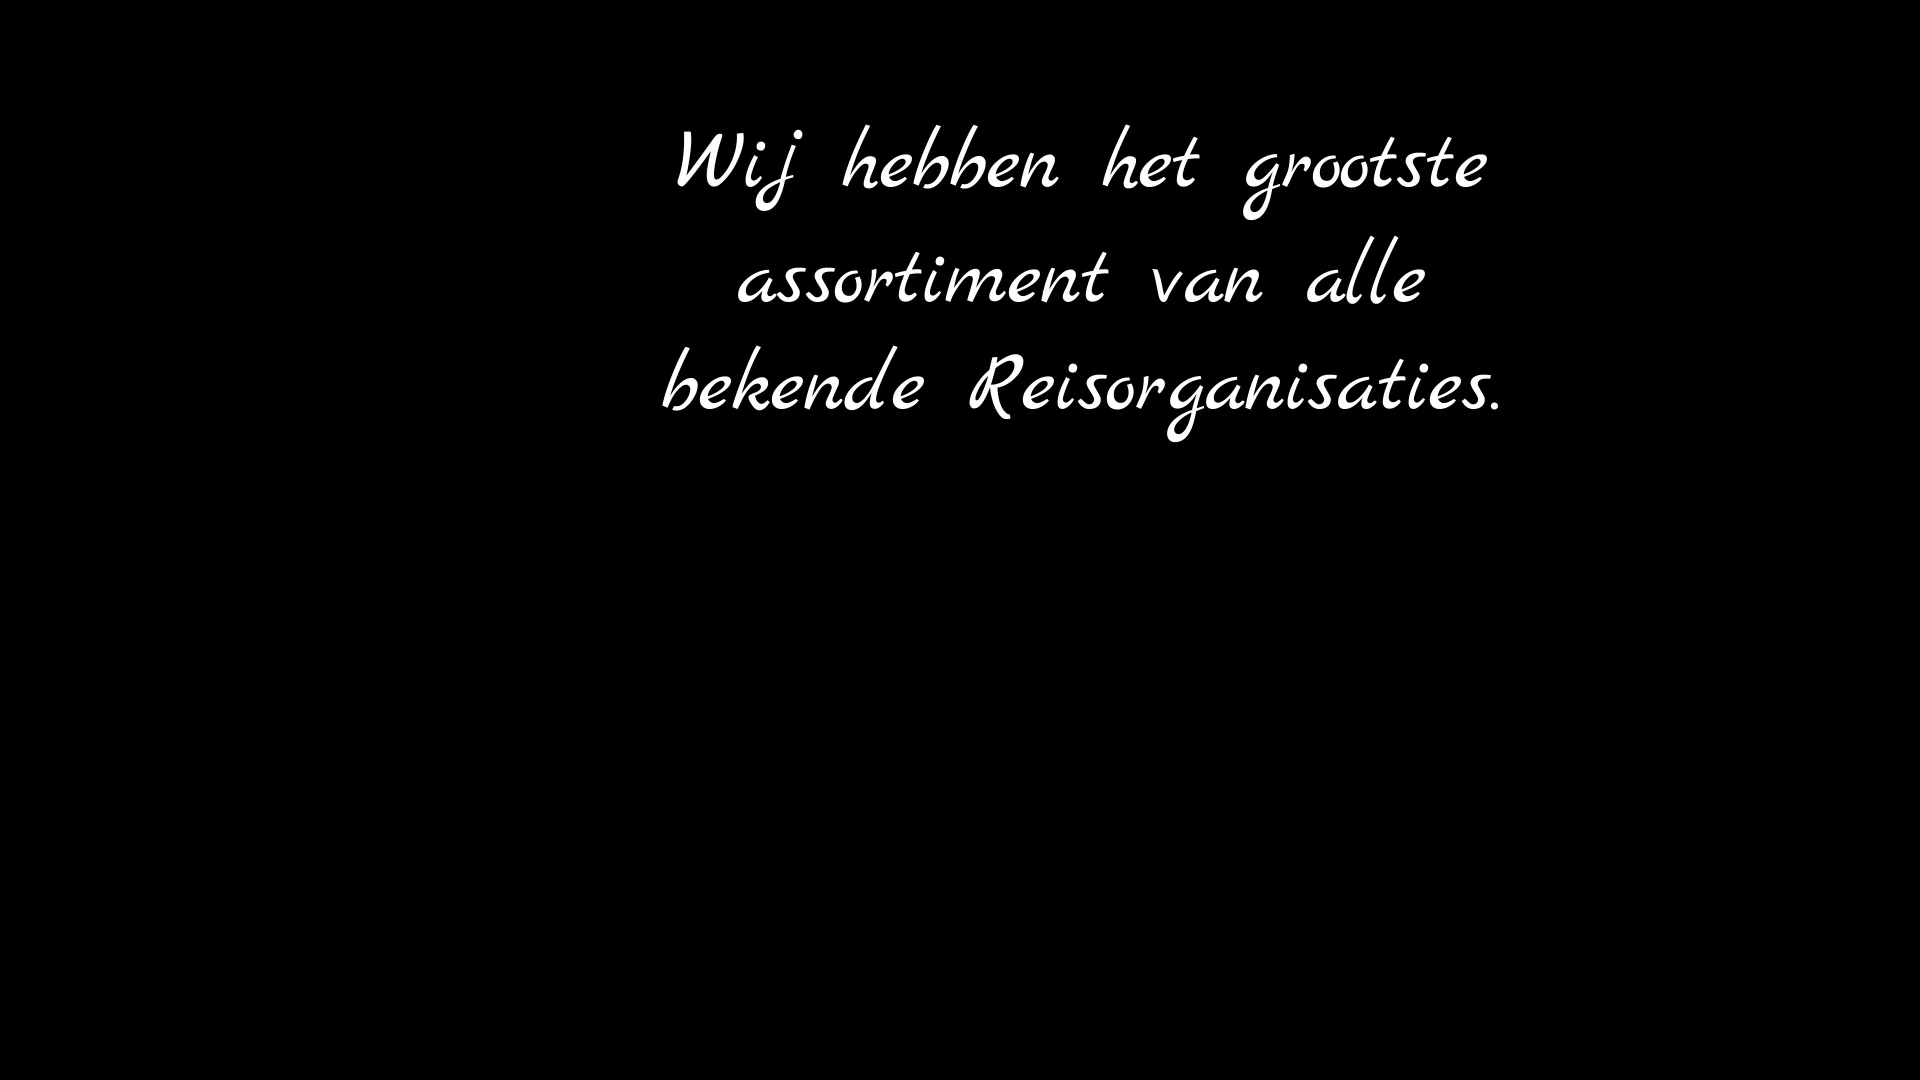 Wij hebben het grootste
assortiment van alle
bekende Reisorganisaties.